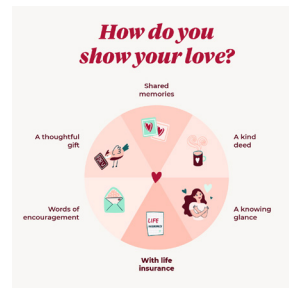 How do you
show your love?
Shared
memories
A thoughtful
gift
A kind
deed
Words of
encouragement
A knowing
glance
LIFE
INSURANCE
With life
insurance